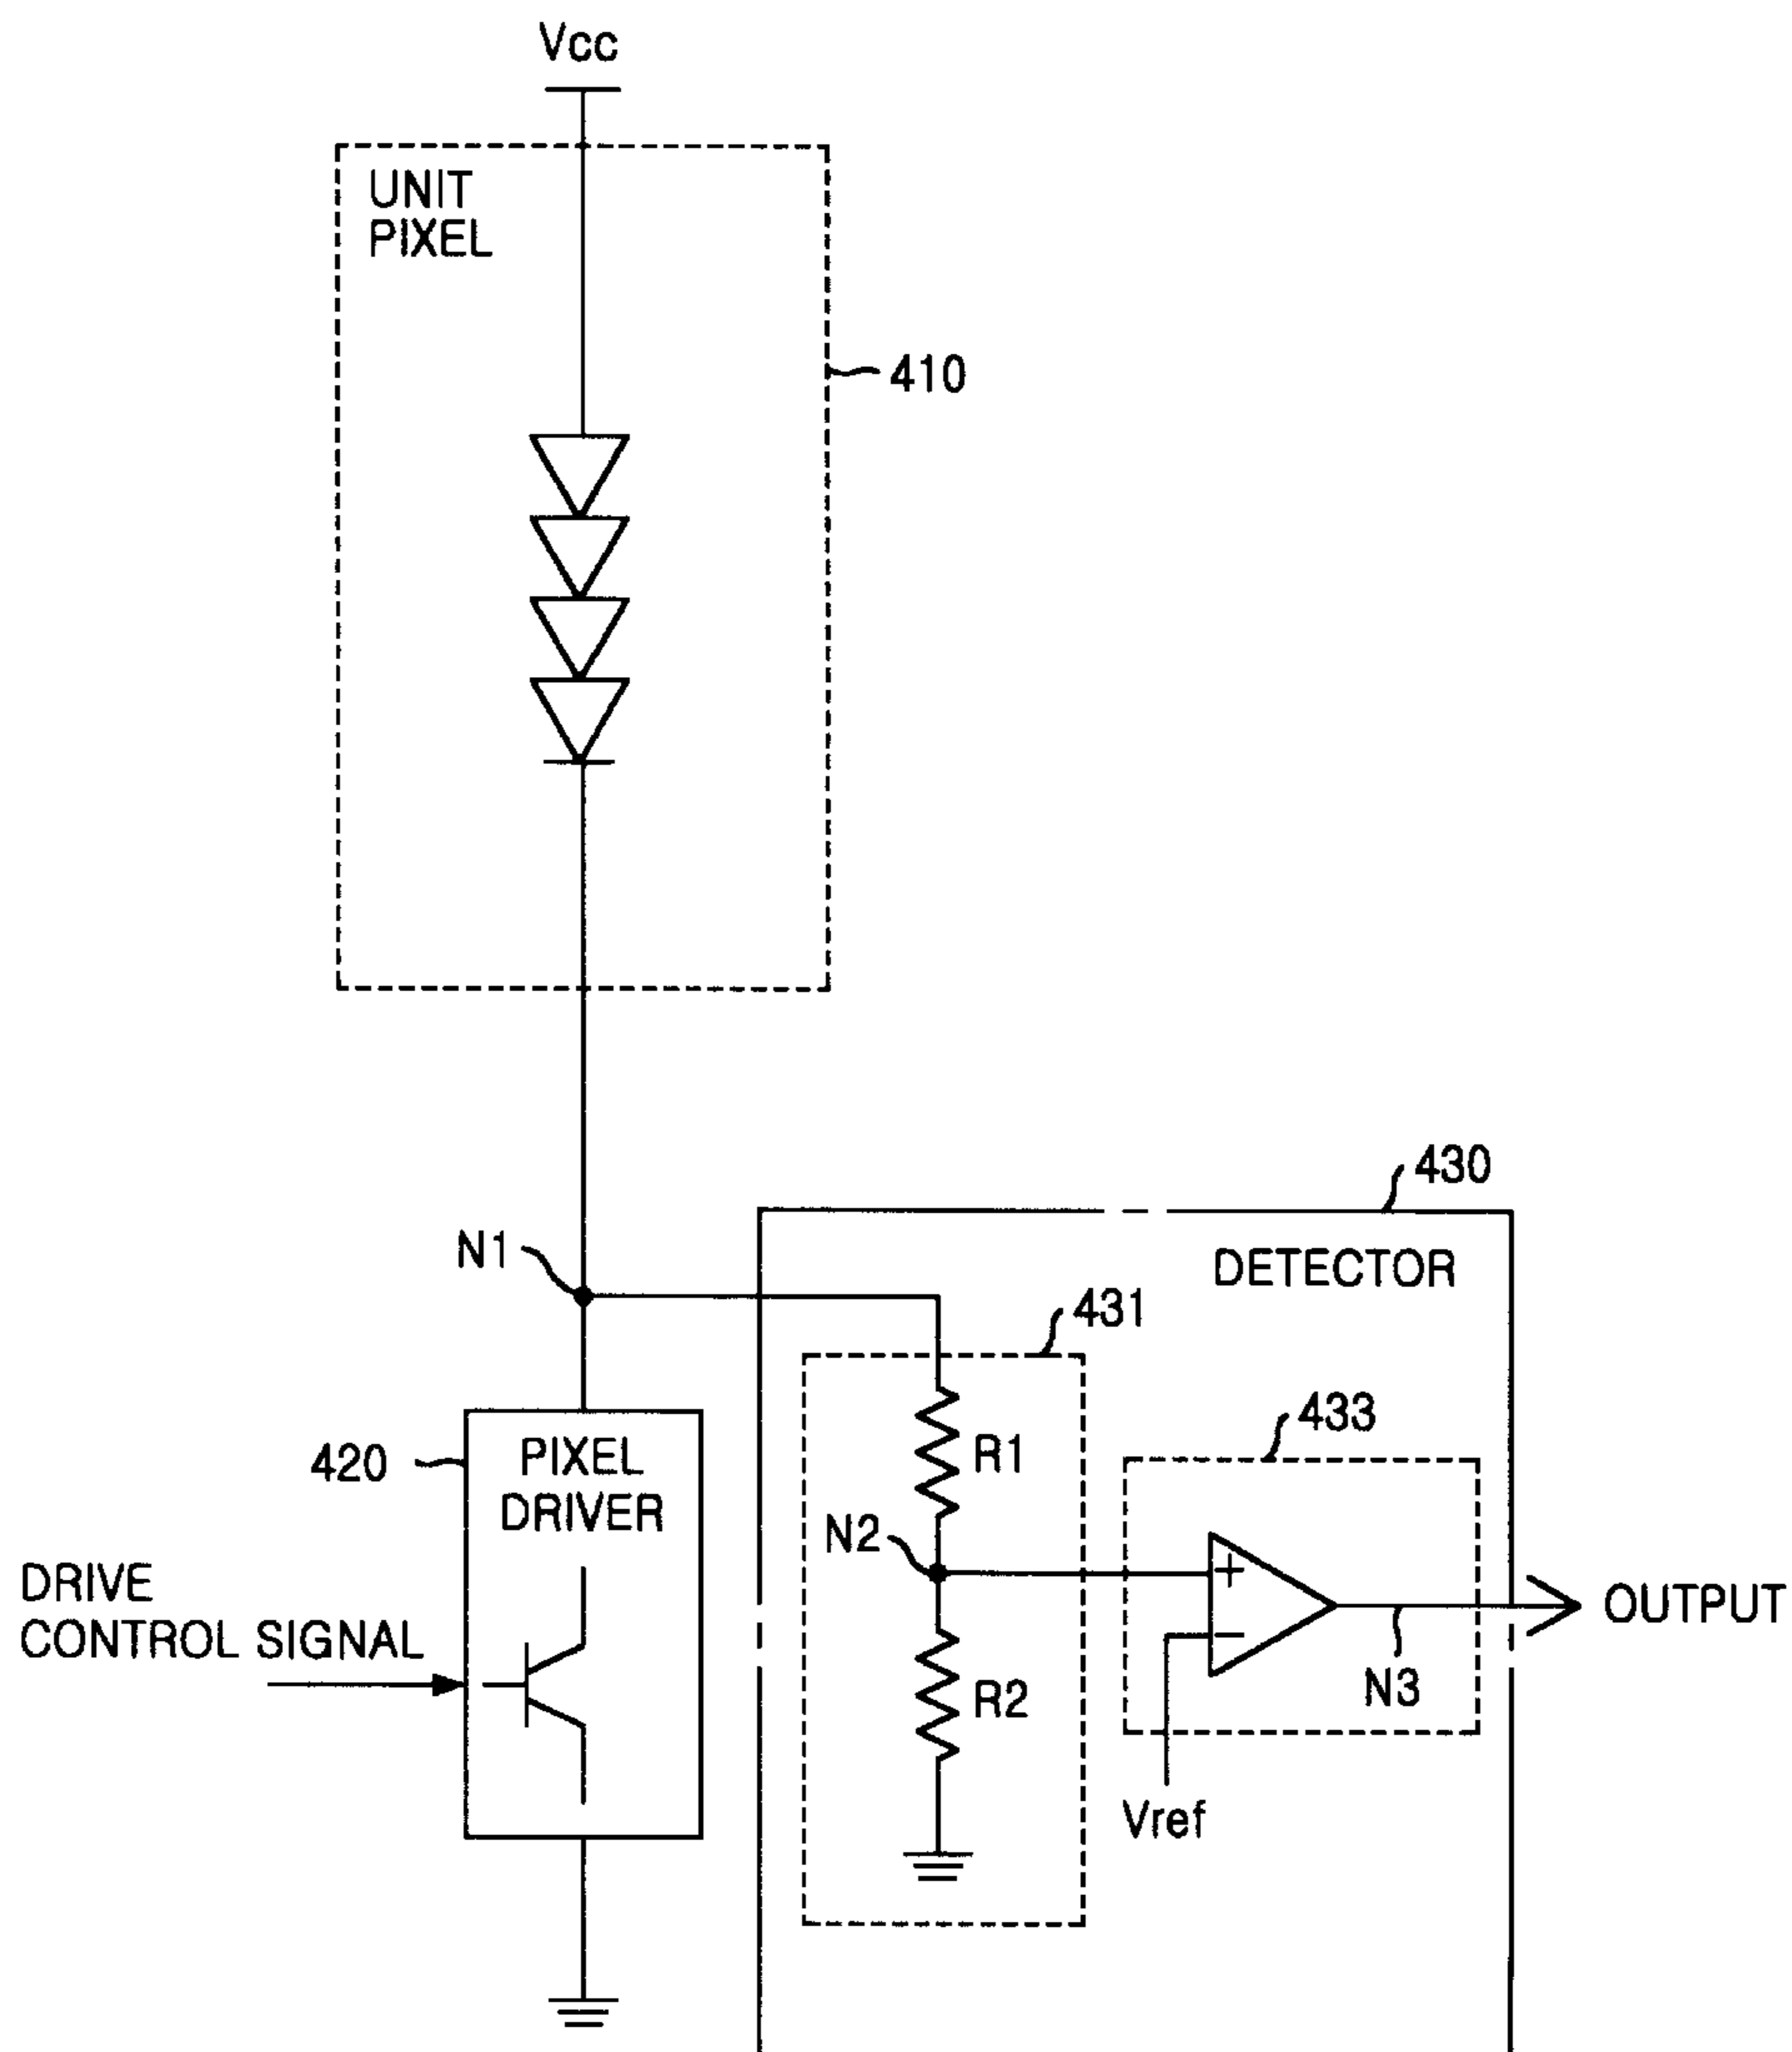 Vcc
UNIT
PIXEL
410
430
N1
DETECTOR
431
433
420
PIXEL
DRIVER
R1
N2
+
DRIVE
CONTROL SIGNAL
OUTPUT
−
R2
N3
Vref